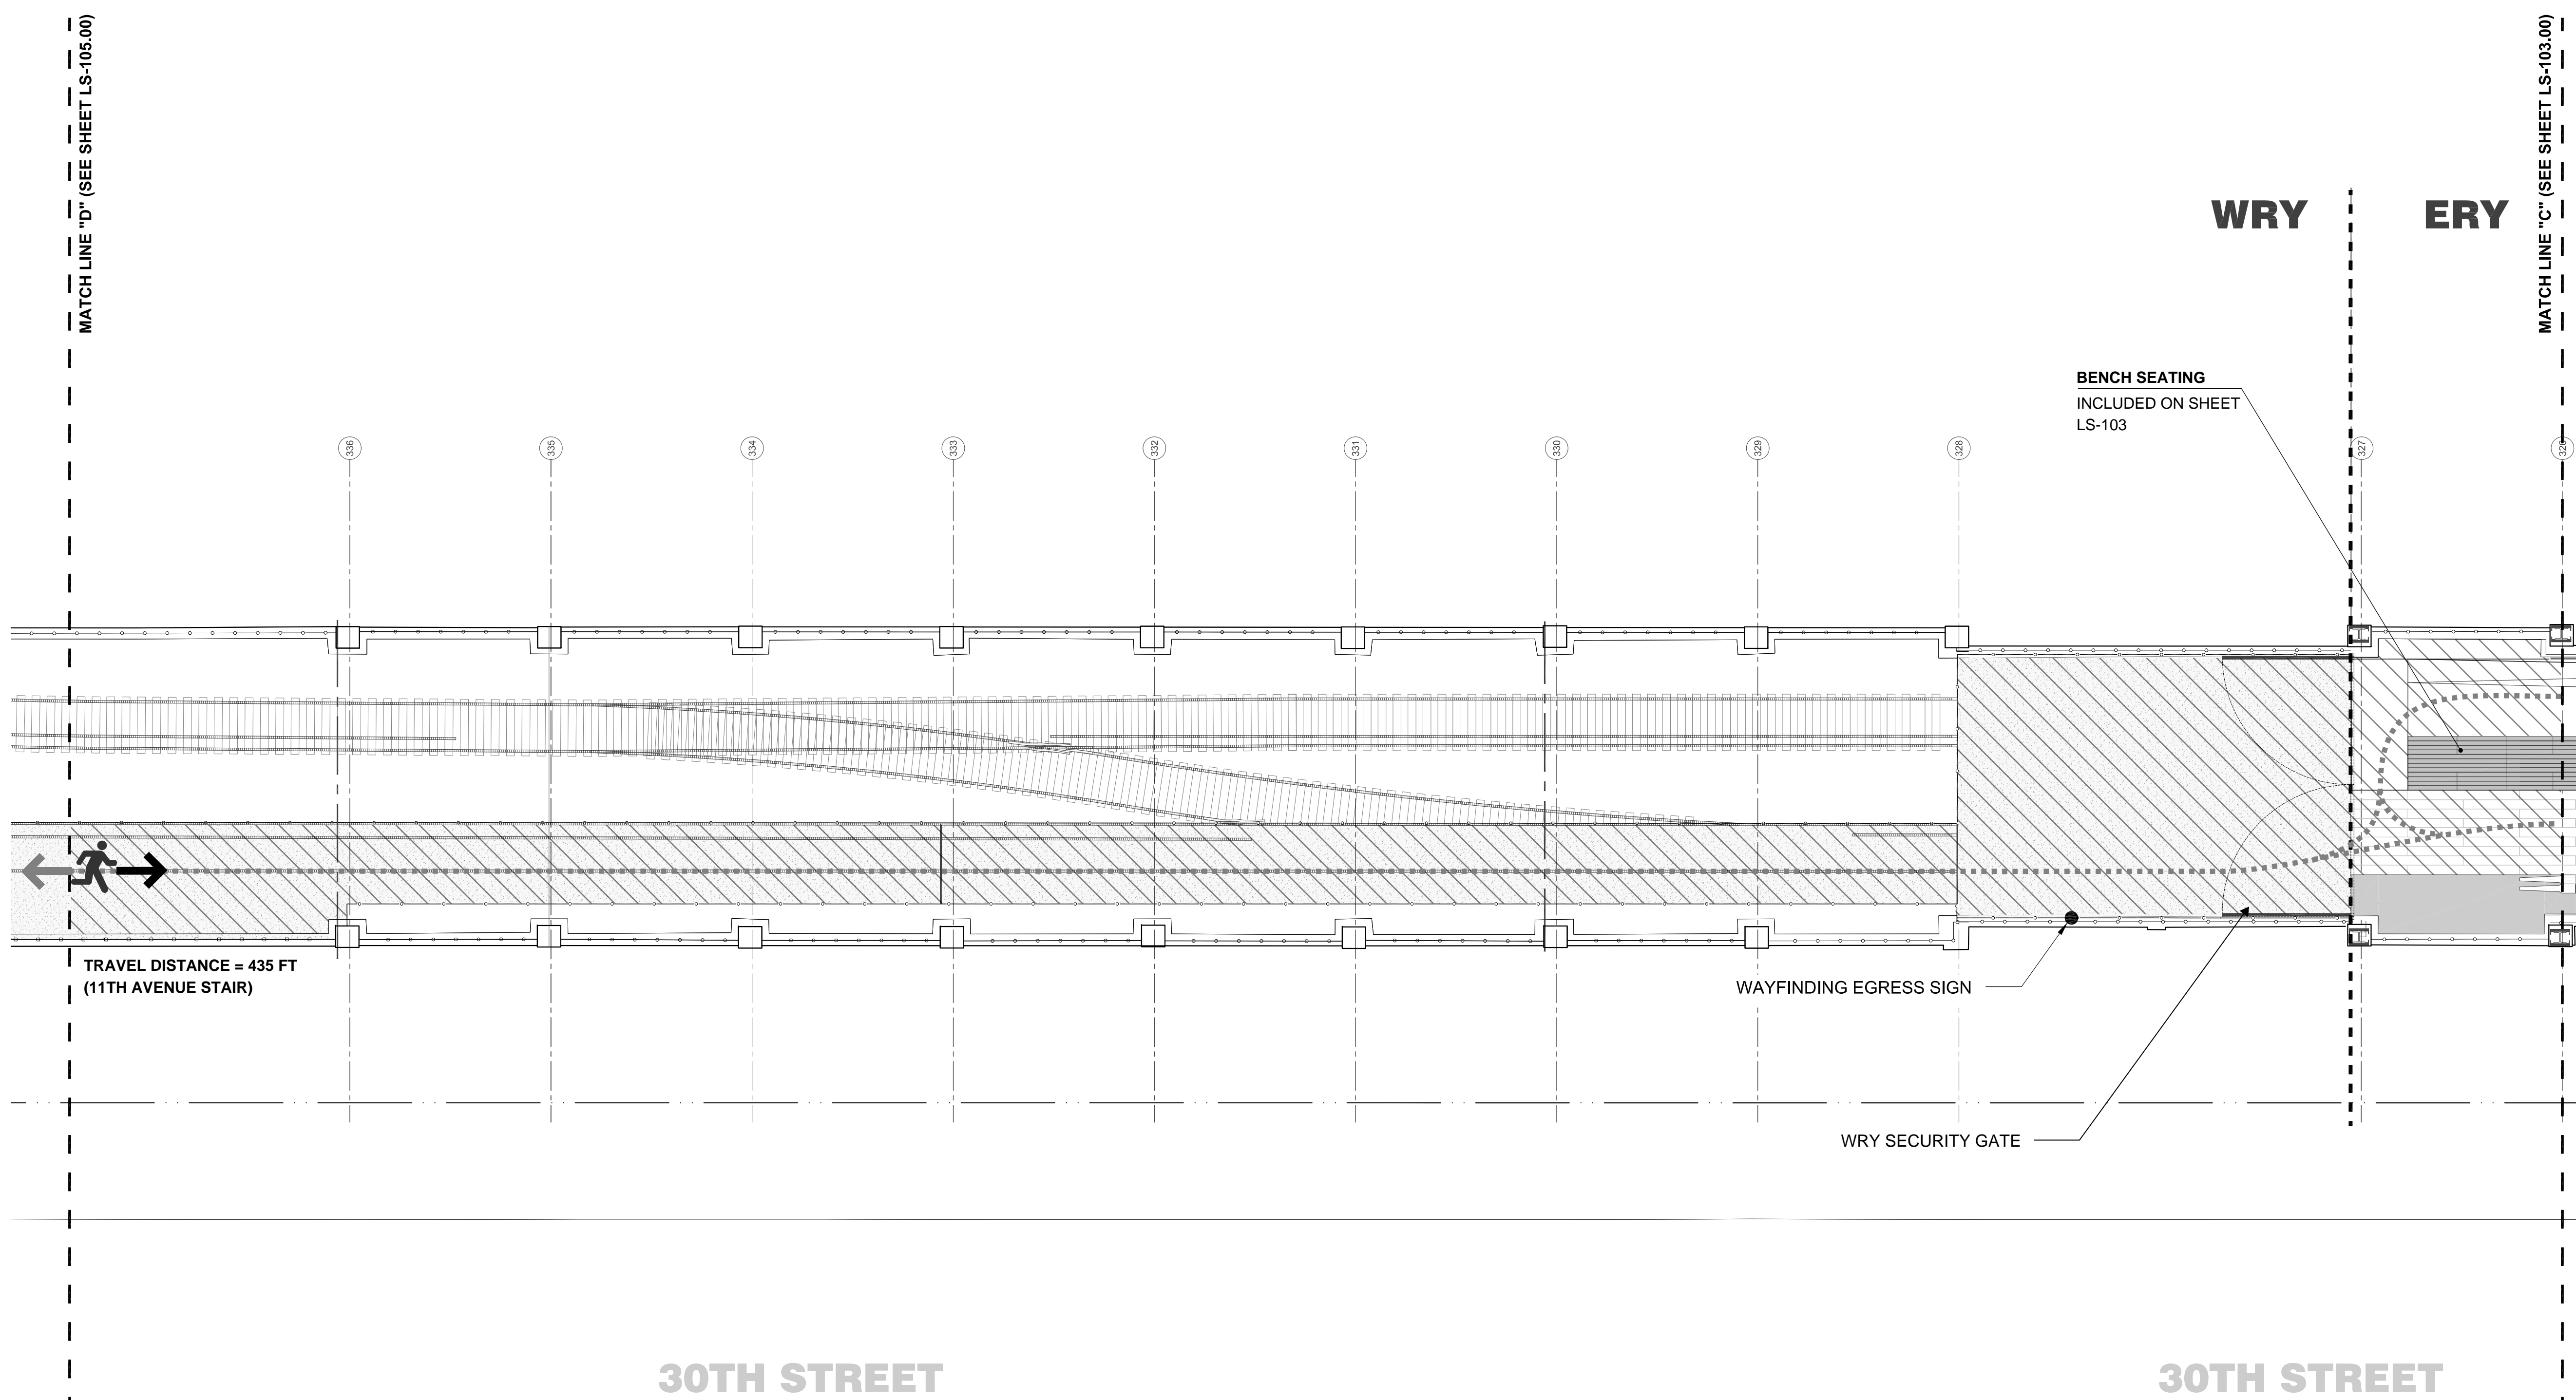 MATCH LINE "D" (SEE SHEET LS-105.00)
MATCH LINE "C" (SEE SHEET LS-103.00)
WRY
ERY
BENCH SEATING
INCLUDED ON SHEET
LS-103
336
335
334
333
332
331
330
329
328
327
TRAVEL DISTANCE = 435 FT
(11TH AVENUE STAIR)
WAYFINDING EGRESS SIGN
WRY SECURITY GATE
30TH STREET
30TH STREET